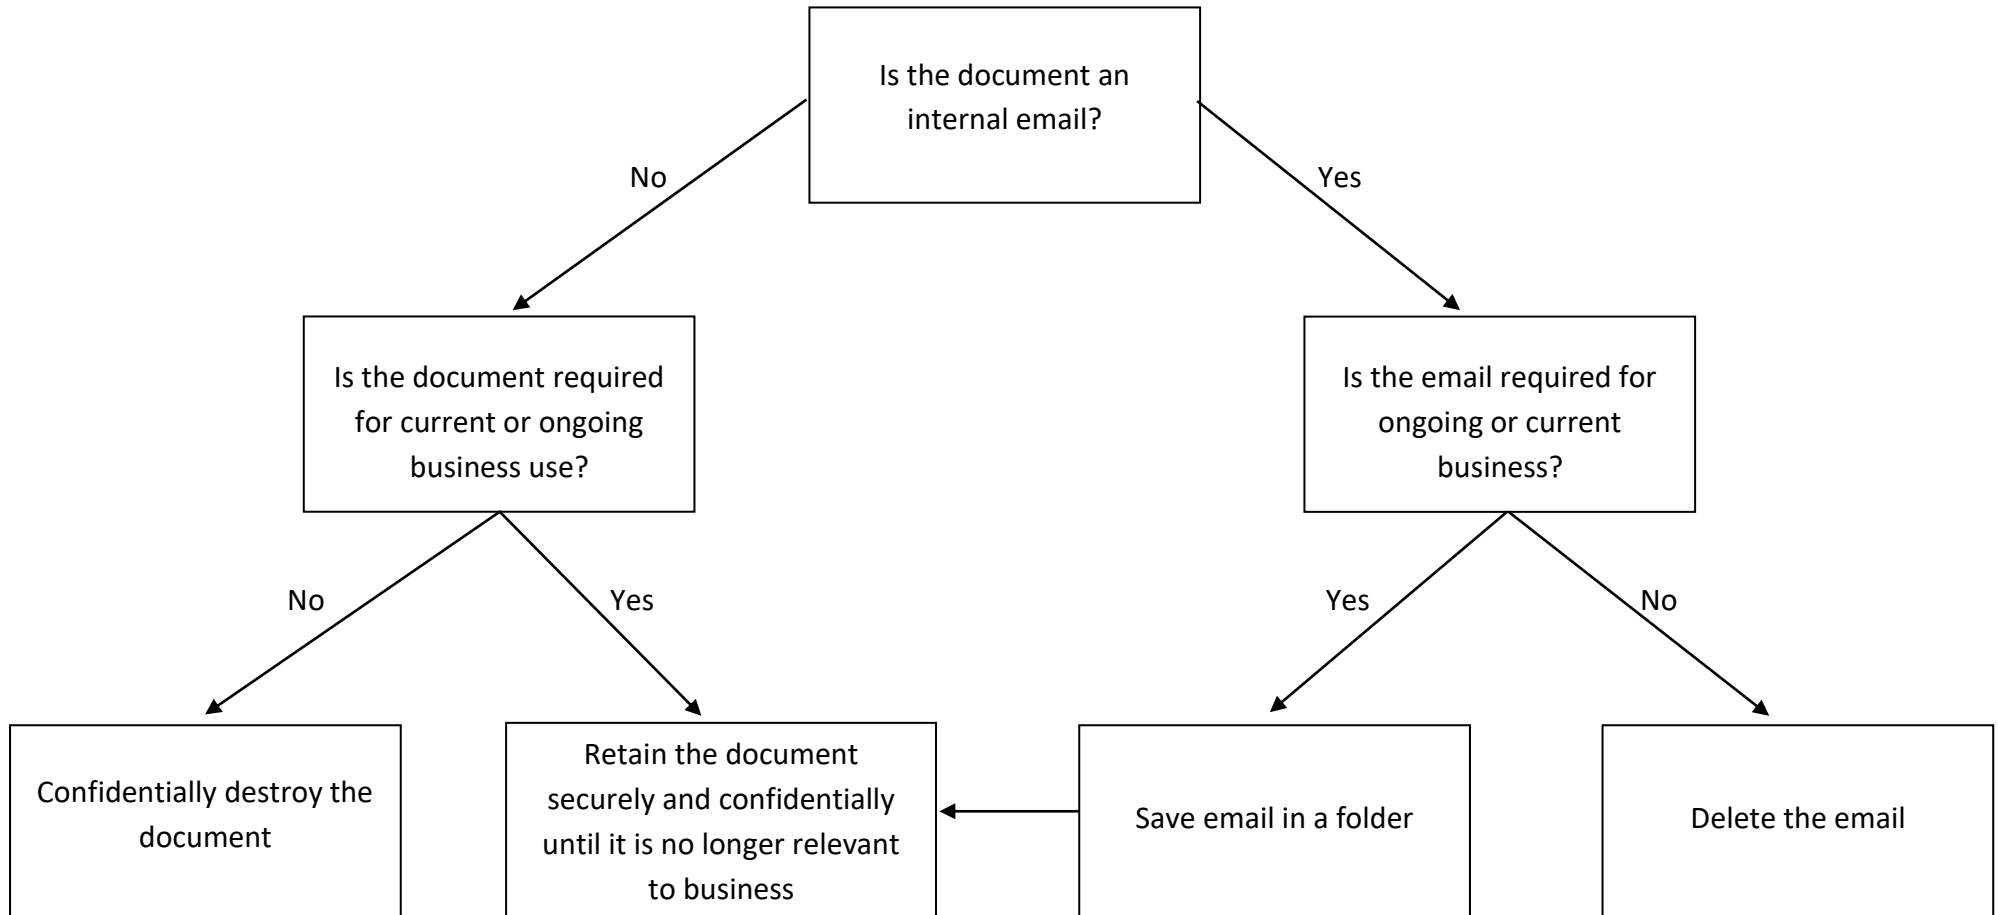 Is the document an
internal email?
No
Yes
Is the document required
for current or ongoing
business use?
Is the email required for
ongoing or current
business?
No
Yes
Yes
No
Confidentially destroy the
document
Retain the document
securely and confidentially
until it is no longer relevant
to business
Save email in a folder
Delete the email